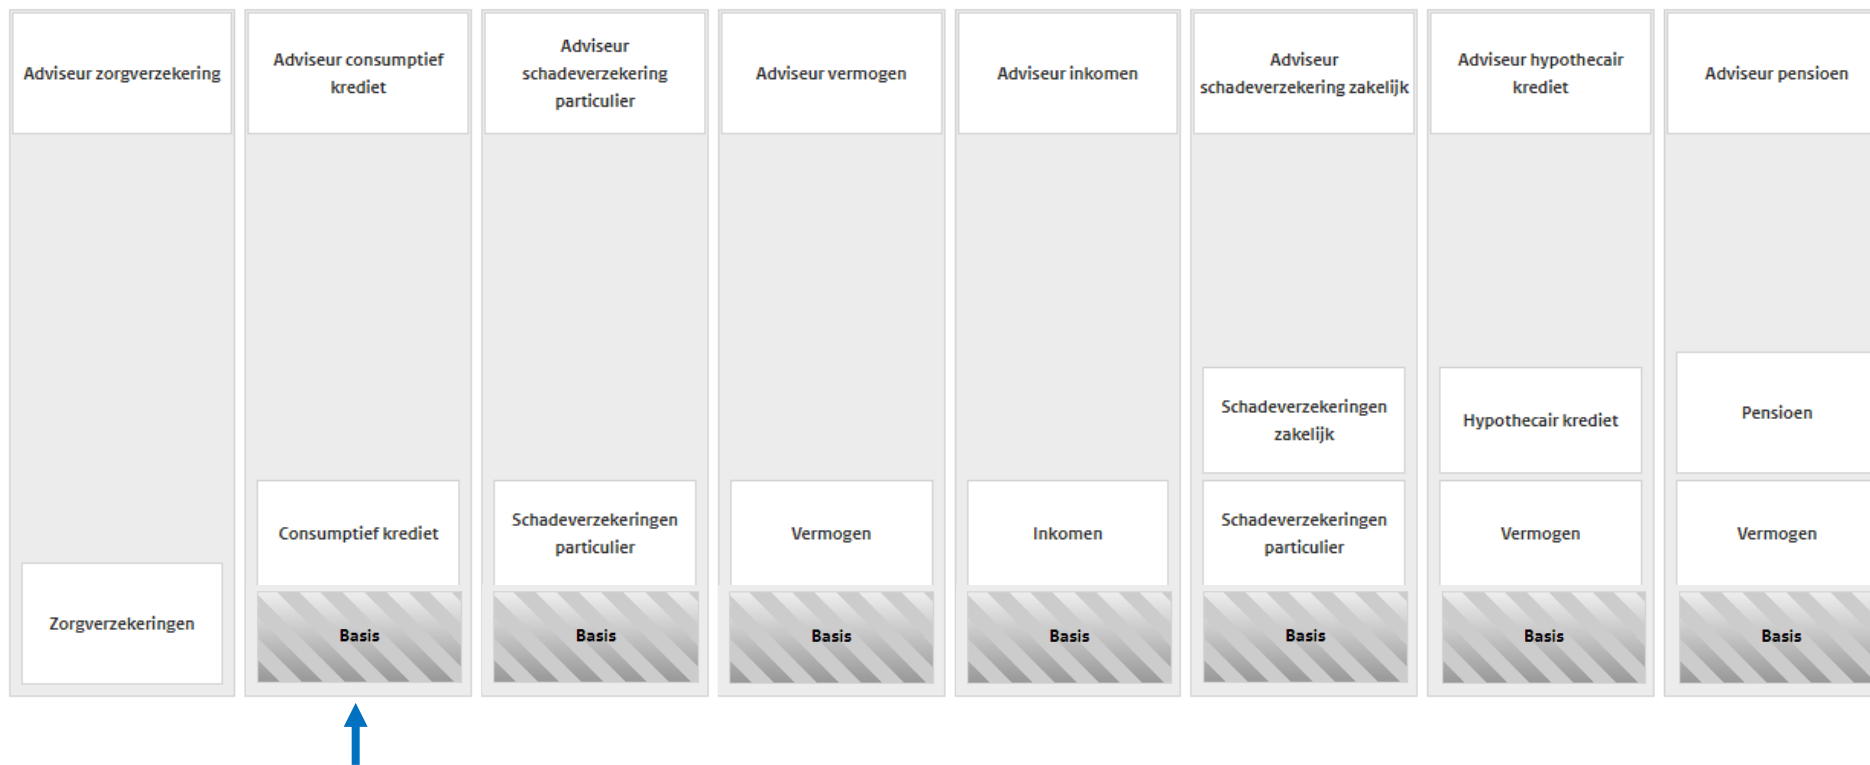 Adviseur zorgverzekering
Adviseur consumptief
krediet
Adviseur
schadeverzekering
particulier
Adviseur vermogen
Adviseur inkomen
Adviseur
schadeverzekering zakelijk
Adviseur hypothecair
krediet
Adviseur pensioen
Schadeverzekeringen
zakelijk
Hypothecair krediet
Pensioen
Consumptief krediet
Schadeverzekeringen
particulier
Vermogen
Inkomen
Schadeverzekeringen
particulier
Vermogen
Vermogen
Zorgverzekeringen
Basis
Basis
Basis
Basis
Basis
Basis
Basis